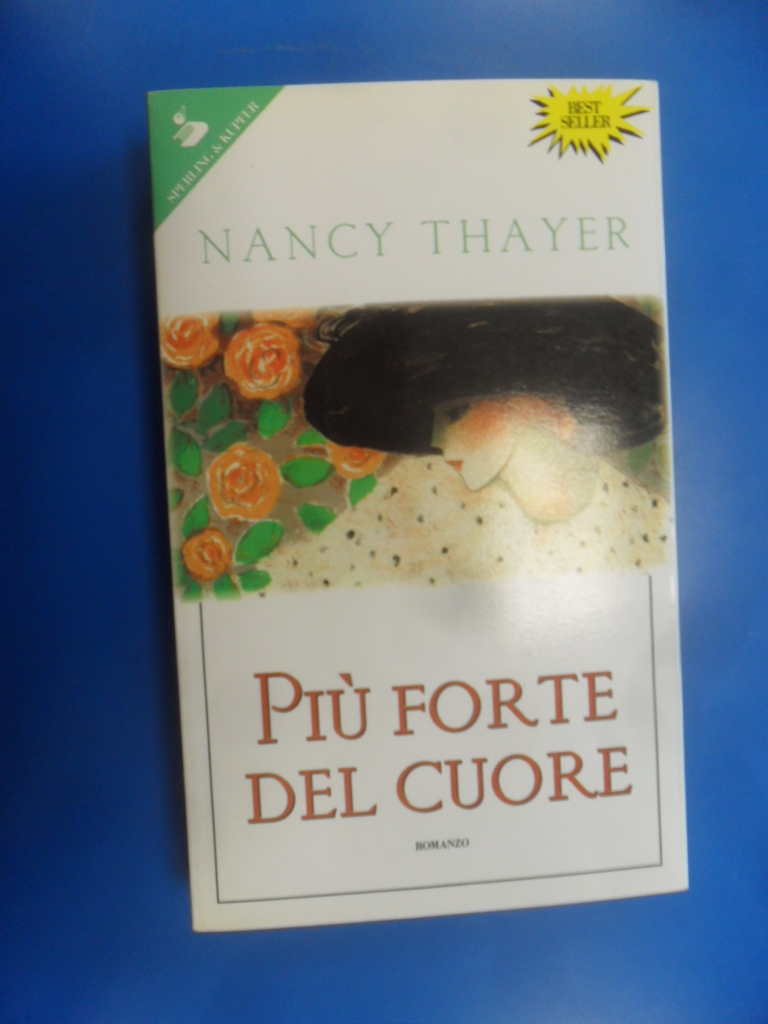 SPERLING & KUPFER
BEST
SELLER
NANCY THAYER
PIÙ FORTE
DEL CUORE
ROMANZO